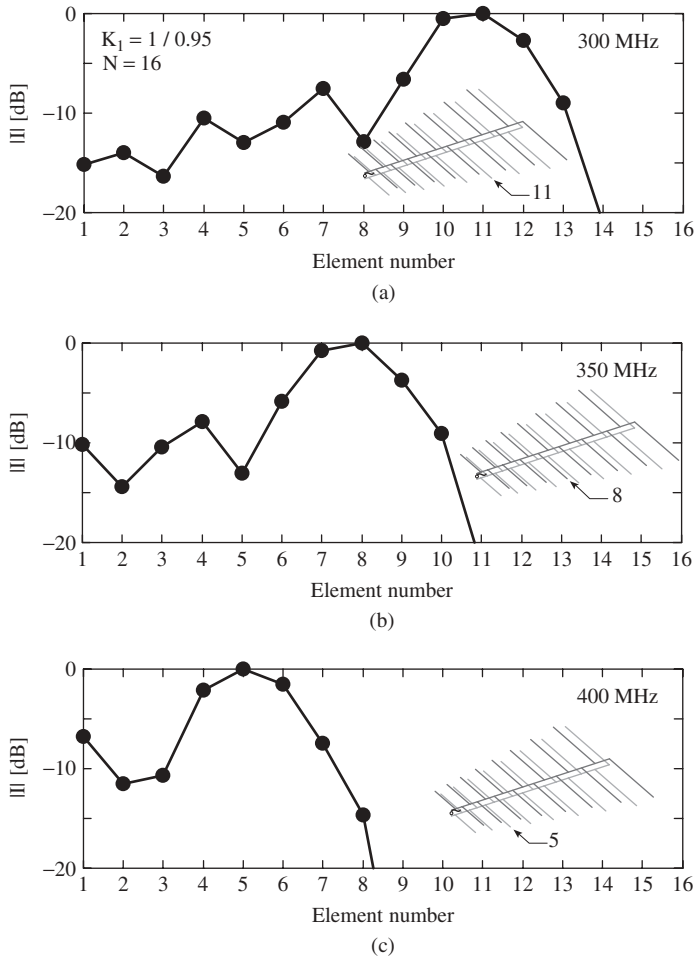 K₁ = 1 / 0.95
N = 16
300 MHz
|I| [dB]
0
−10
−20
11
1 2 3 4 5 6 7 8 9 10 11 12 13 14 15 16
Element number
(a)
350 MHz
|I| [dB]
0
−10
−20
8
1 2 3 4 5 6 7 8 9 10 11 12 13 14 15 16
Element number
(b)
400 MHz
|I| [dB]
0
−10
−20
5
1 2 3 4 5 6 7 8 9 10 11 12 13 14 15 16
Element number
(c)